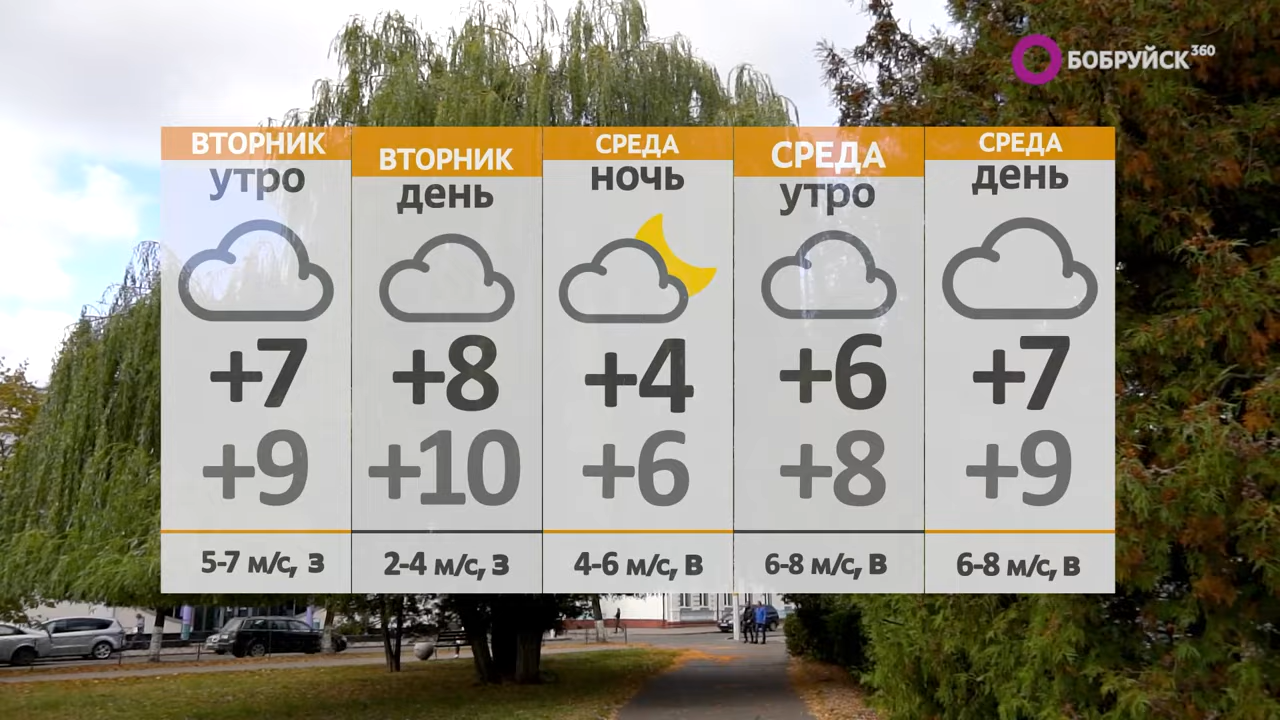 БОБРУЙСК360
ВТОРНИК
утро
+7
+9
5-7 м/с, З
ВТОРНИК
день
+8
+10
2-4 м/с, З
СРЕДА
ночь
+4
+6
4-6 м/с, В
СРЕДА
утро
+6
+8
6-8 м/с, В
СРЕДА
день
+7
+9
6-8 м/с, В